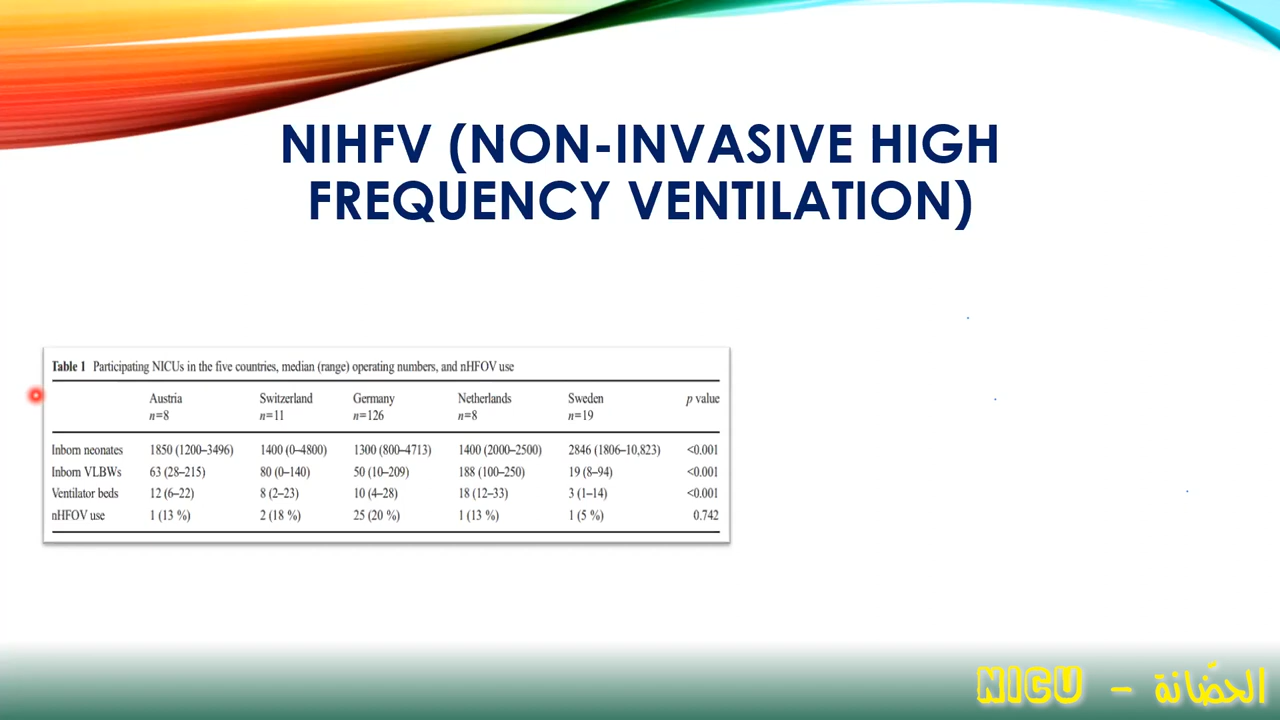 NIHFV (NON-INVASIVE HIGH
FREQUENCY VENTILATION)
Table 1 Participating NICUs in the five countries, median (range) operating numbers, and nHFOV use
Austria Switzerland Germany Netherlands Sweden p value
n=8 n=11 n=126 n=8 n=19
Inborn neonates 1850 (1200–3496) 1400 (0–4800) 1300 (800–4713) 1400 (2000–2500) 2846 (1806–10,823) <0.001
Inborn VLBWs 63 (28–215) 80 (0–140) 50 (10–209) 188 (100–250) 19 (8–94) <0.001
Ventilator beds 12 (6–22) 8 (2–23) 10 (4–28) 18 (12–33) 3 (1–14) <0.001
nHFOV use 1 (13 %) 2 (18 %) 25 (20 %) 1 (13 %) 1 (5 %) 0.742
NICU - الحضّانة